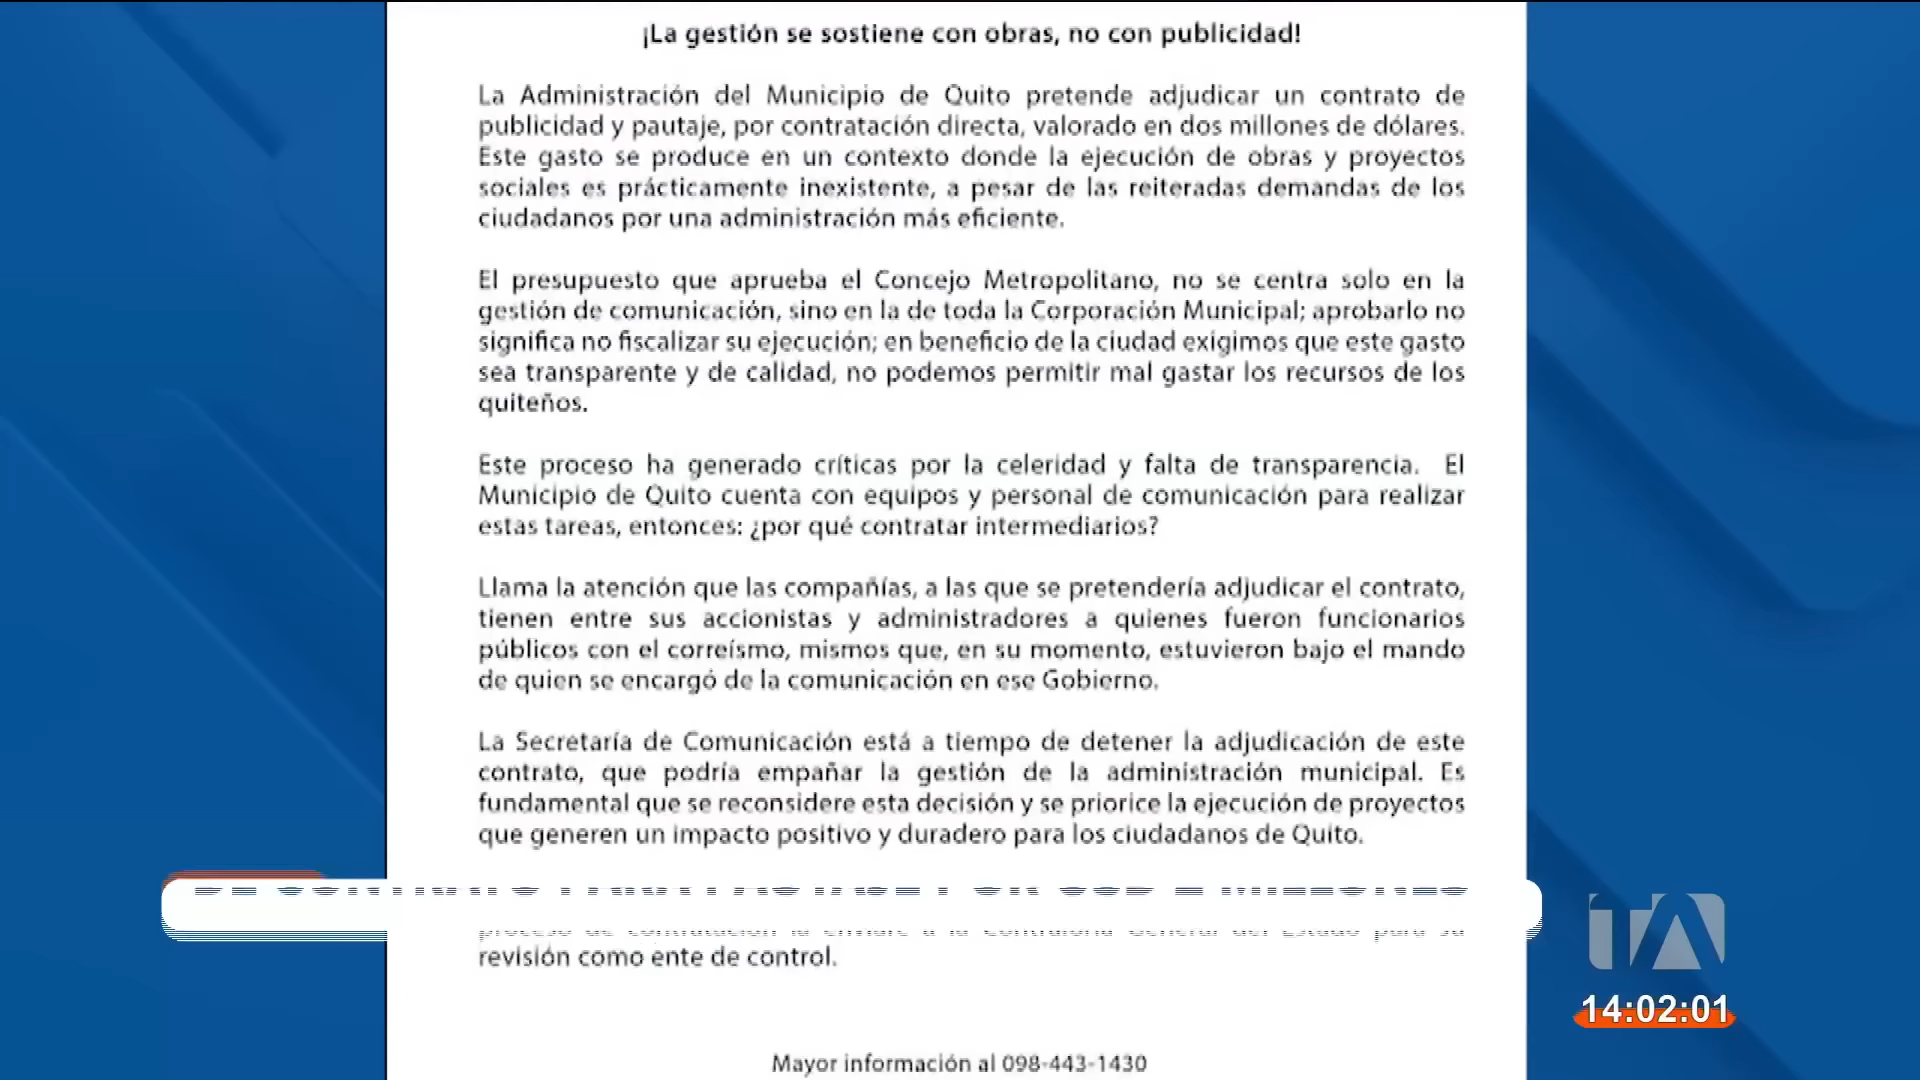 ¡La gestión se sostiene con obras, no con publicidad!
La Administración del Municipio de Quito pretende adjudicar un contrato de
publicidad y pautaje, por contratación directa, valorado en dos millones de dólares.
Este gasto se produce en un contexto donde la ejecución de obras y proyectos
sociales es prácticamente inexistente, a pesar de las reiteradas demandas de los
ciudadanos por una administración más eficiente.
El presupuesto que aprueba el Concejo Metropolitano, no se centra solo en la
gestión de comunicación, sino en la de toda la Corporación Municipal; aprobarlo no
significa no fiscalizar su ejecución; en beneficio de la ciudad exigimos que este gasto
sea transparente y de calidad, no podemos permitir mal gastar los recursos de los
quiteños.
Este proceso ha generado críticas por la celeridad y falta de transparencia. El
Municipio de Quito cuenta con equipos y personal de comunicación para realizar
estas tareas, entonces: ¿por qué contratar intermediarios?
Llama la atención que las compañías, a las que se pretendería adjudicar el contrato,
tienen entre sus accionistas y administradores a quienes fueron funcionarios
públicos con el correísmo, mismos que, en su momento, estuvieron bajo el mando
de quien se encargó de la comunicación en ese Gobierno.
La Secretaría de Comunicación está a tiempo de detener la adjudicación de este
contrato, que podría empañar la gestión de la administración municipal. Es
fundamental que se reconsidere esta decisión y se priorice la ejecución de proyectos
que generen un impacto positivo y duradero para los ciudadanos de Quito.
revisión como ente de control.
Mayor información al 098-443-1430
TA
14:02:01